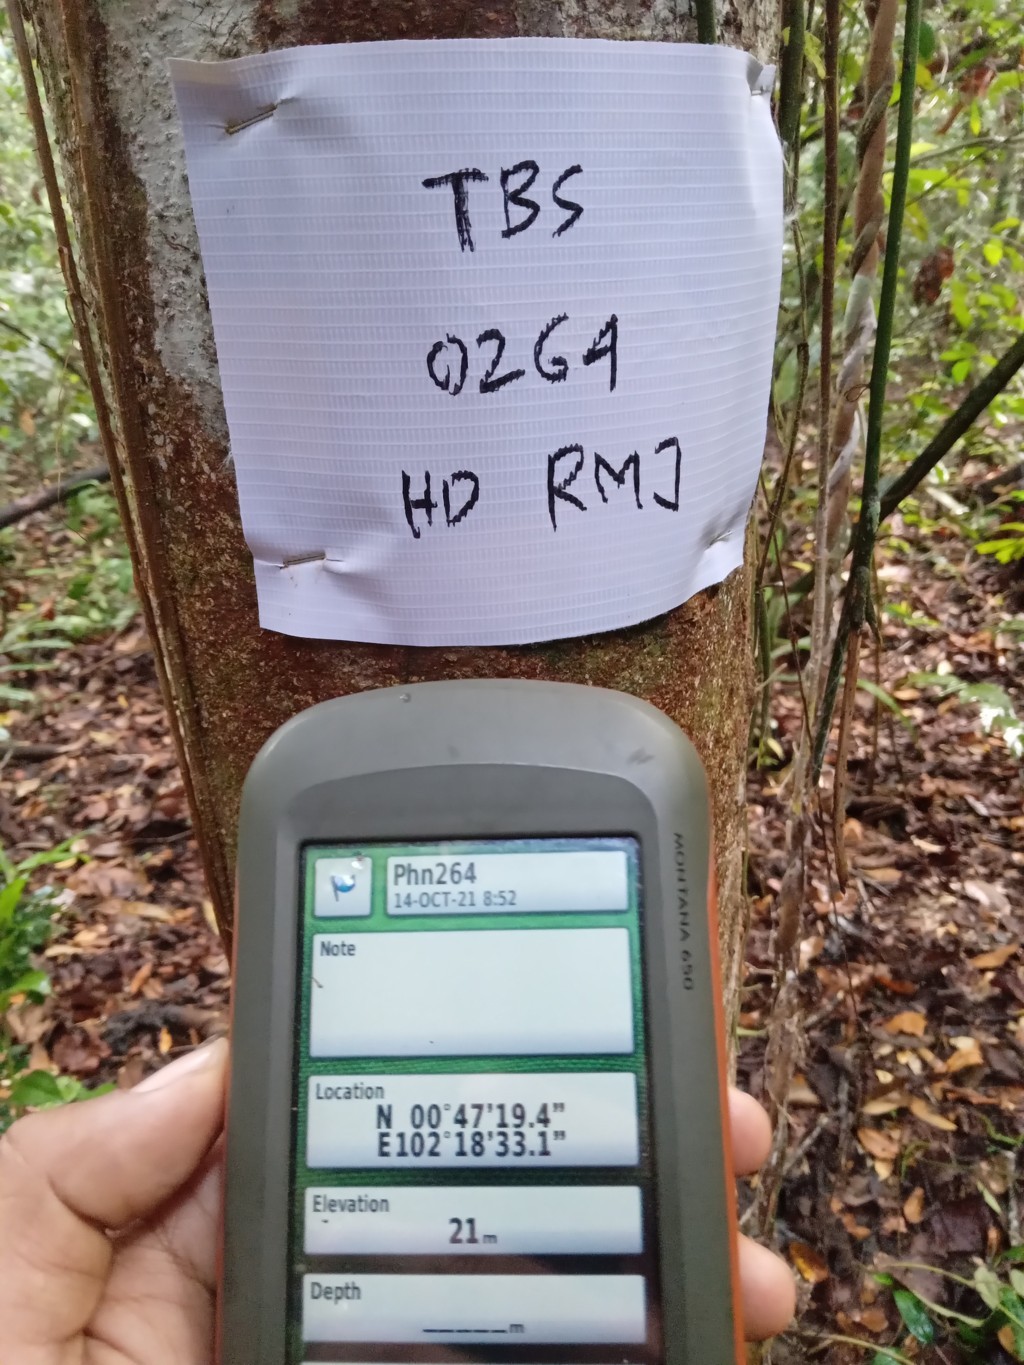 TBS
0264
HD RMJ
MONTANA 650
Phn264
14-OCT-21 8:52
Note
Location
N 00°47'19.4"
E102°18'33.1"
Elevation
21m
Depth
_____m